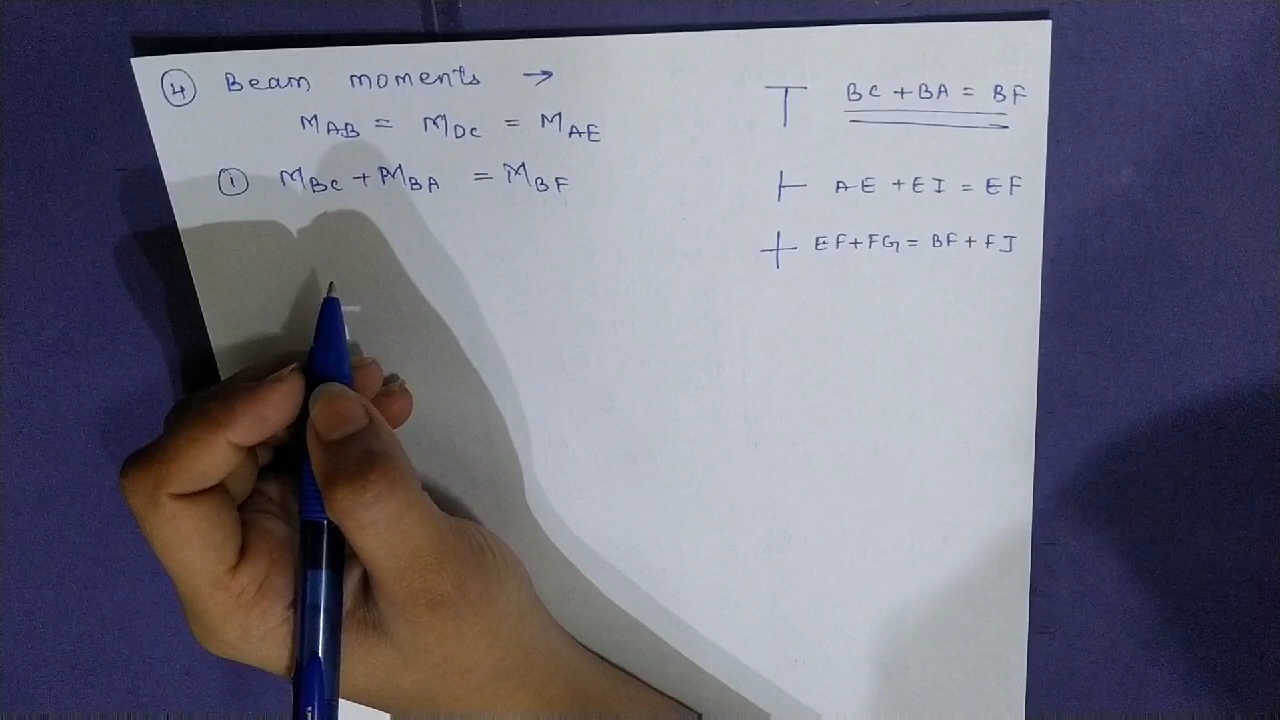 ④ Beam moments →
MAB = MDC = MAE
① MBC + MBA = MBF
BC + BA = BF
AE + EI = EF
EF + FG = BF + FJ